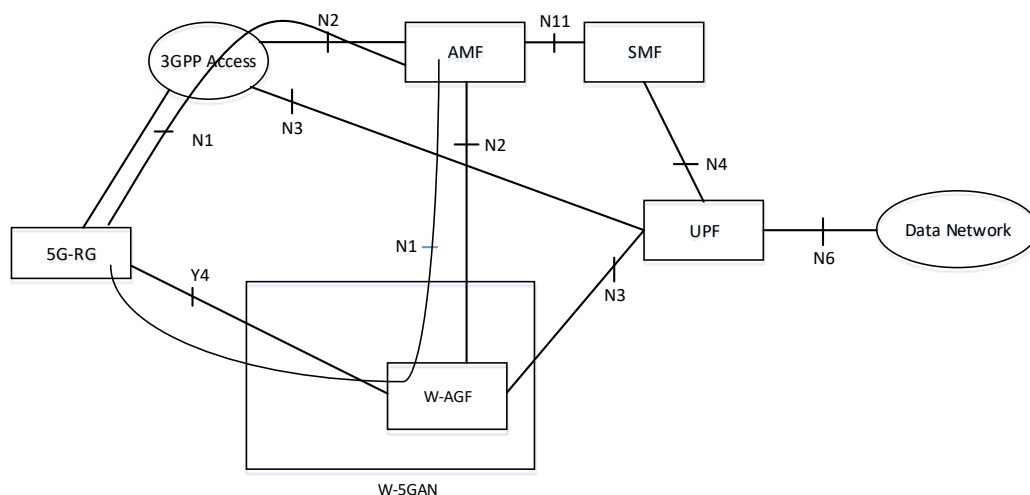 N2
N11
AMF
SMF
3GPP Access
N3
N1
N2
N4
5G-RG
UPF
Data Network
N1
N6
Y4
N3
W-AGF
W-5GAN